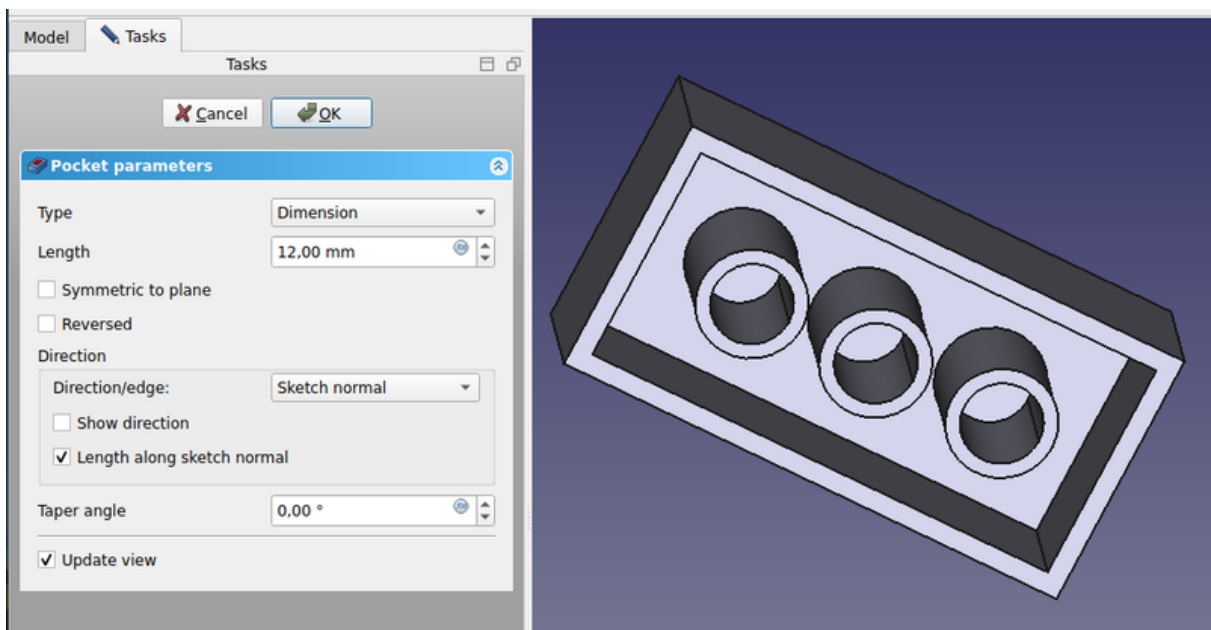 Model Tasks
Tasks
Cancel OK
Pocket parameters
Type Dimension
Length 12,00 mm
Symmetric to plane
Reversed
Direction
Direction/edge: Sketch normal
Show direction
Length along sketch normal
Taper angle 0,00 °
Update view